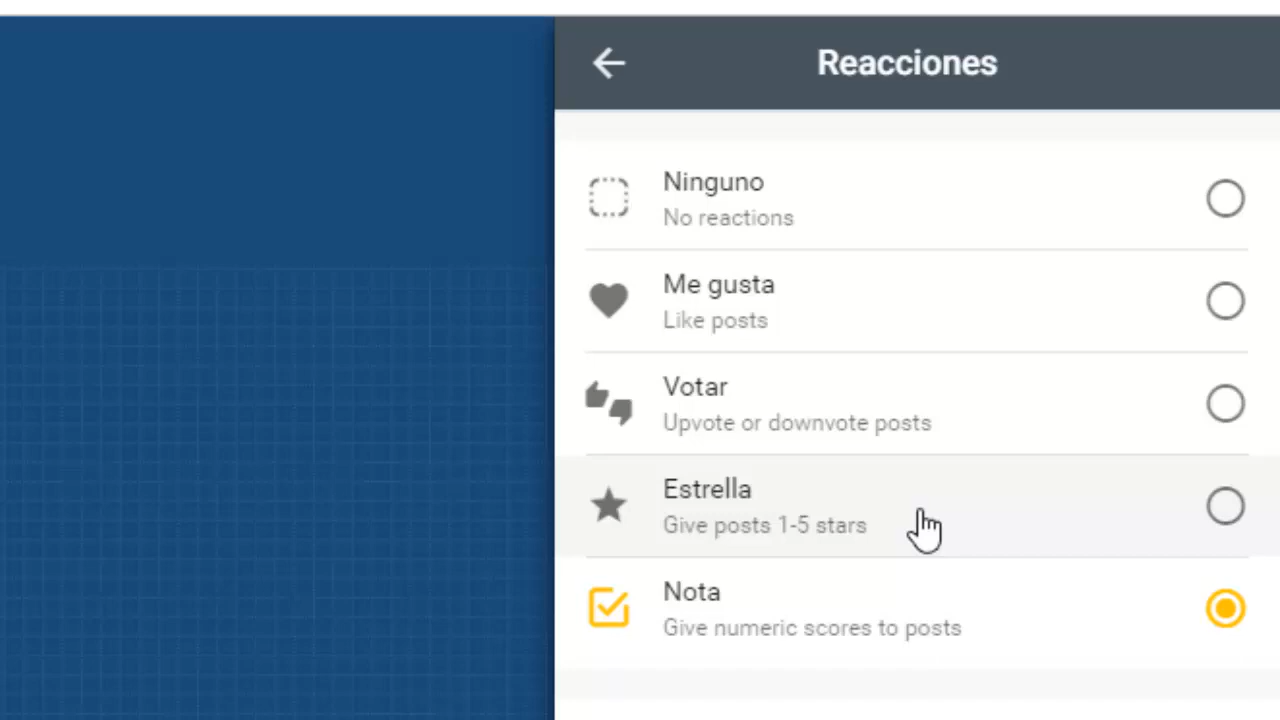 Reacciones
Ninguno
No reactions
Me gusta
Like posts
Votar
Upvote or downvote posts
Estrella
Give posts 1-5 stars
Nota
Give numeric scores to posts